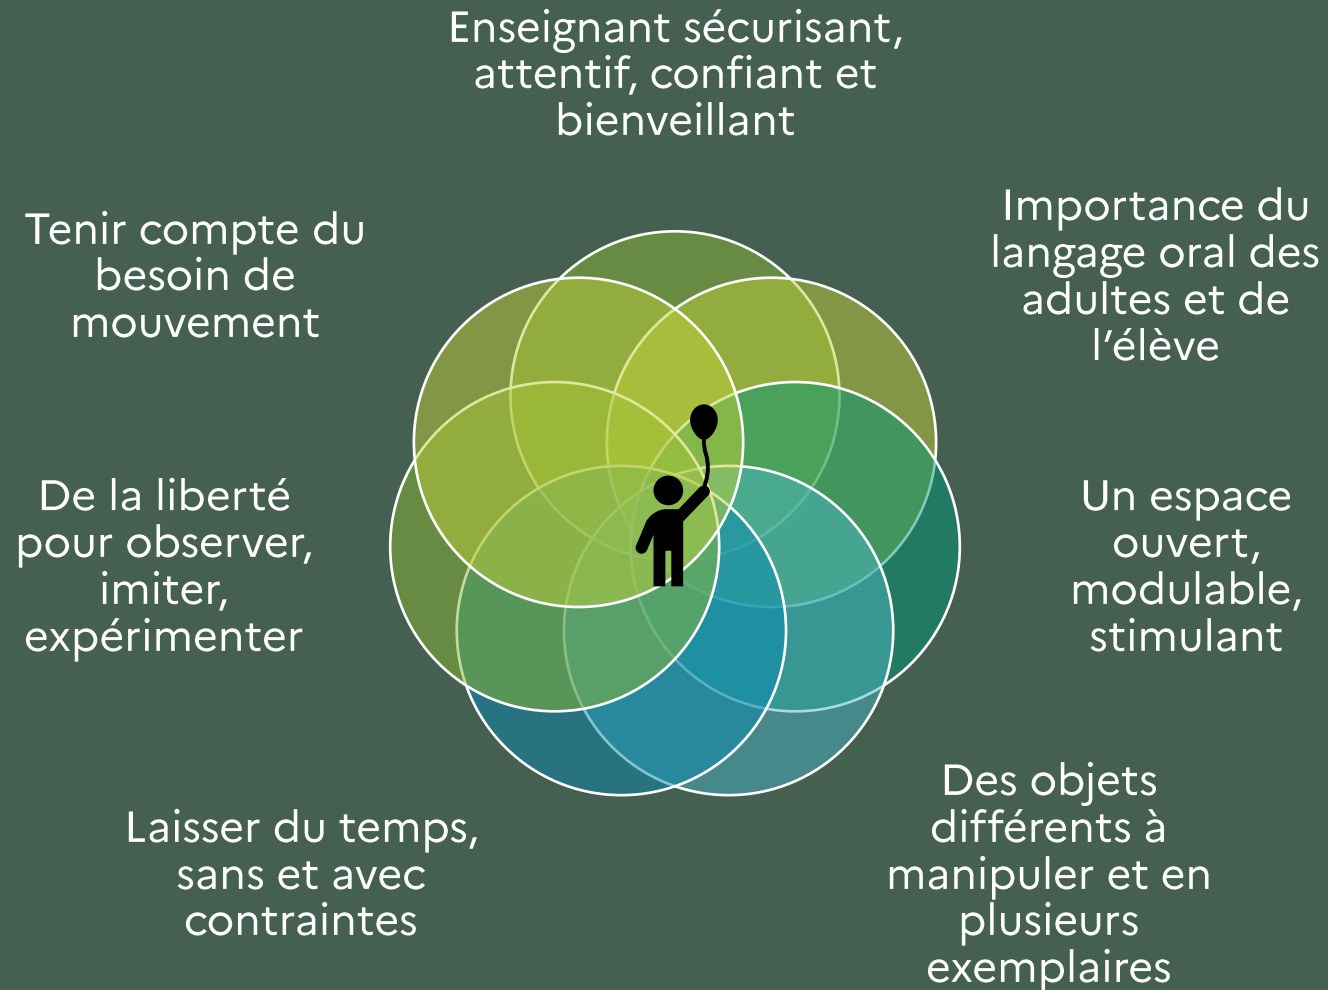 Enseignant sécurisant,
attentif, confiant et
bienveillant
Importance du
langage oral des
adultes et de
l’élève
Un espace
ouvert,
modulable,
stimulant
Des objets
différents à
manipuler et en
plusieurs
exemplaires
Laisser du temps,
sans et avec
contraintes
De la liberté
pour observer,
imiter,
expérimenter
Tenir compte du
besoin de
mouvement